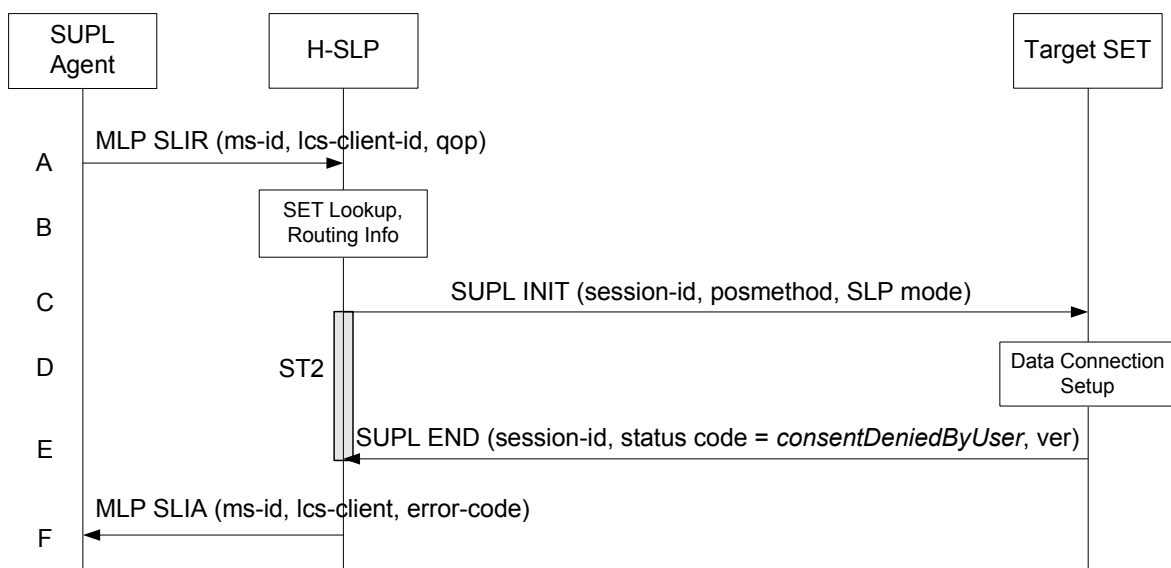 SUPL
Agent
H-SLP
Target SET
MLP SLIR (ms-id, lcs-client-id, qop)
A
SET Lookup,
Routing Info
B
SUPL INIT (session-id, posmethod, SLP mode)
C
D
ST2
Data Connection
Setup
SUPL END (session-id, status code = consentDeniedByUser, ver)
E
MLP SLIA (ms-id, lcs-client, error-code)
F